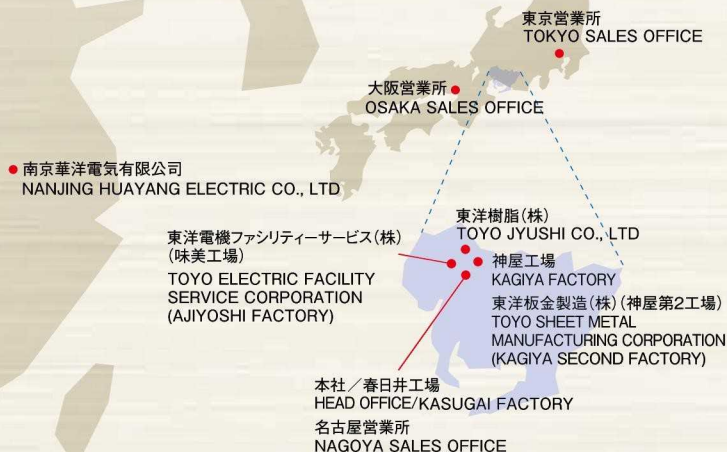 東京営業所
TOKYO SALES OFFICE
大阪営業所
OSAKA SALES OFFICE
南京華洋電気有限公司
NANJING HUAYANG ELECTRIC CO., LTD
東洋樹脂(株)
TOYO JYUSHI CO., LTD
東洋電機ファシリティーサービス(株)
(味美工場)
TOYO ELECTRIC FACILITY
SERVICE CORPORATION
(AJIYOSHI FACTORY)
神屋工場
KAGIYA FACTORY
東洋板金製造(株)(神屋第2工場)
TOYO SHEET METAL
MANUFACTURING CORPORATION
(KAGIYA SECOND FACTORY)
本社/春日井工場
HEAD OFFICE/KASUGAI FACTORY
名古屋営業所
NAGOYA SALES OFFICE